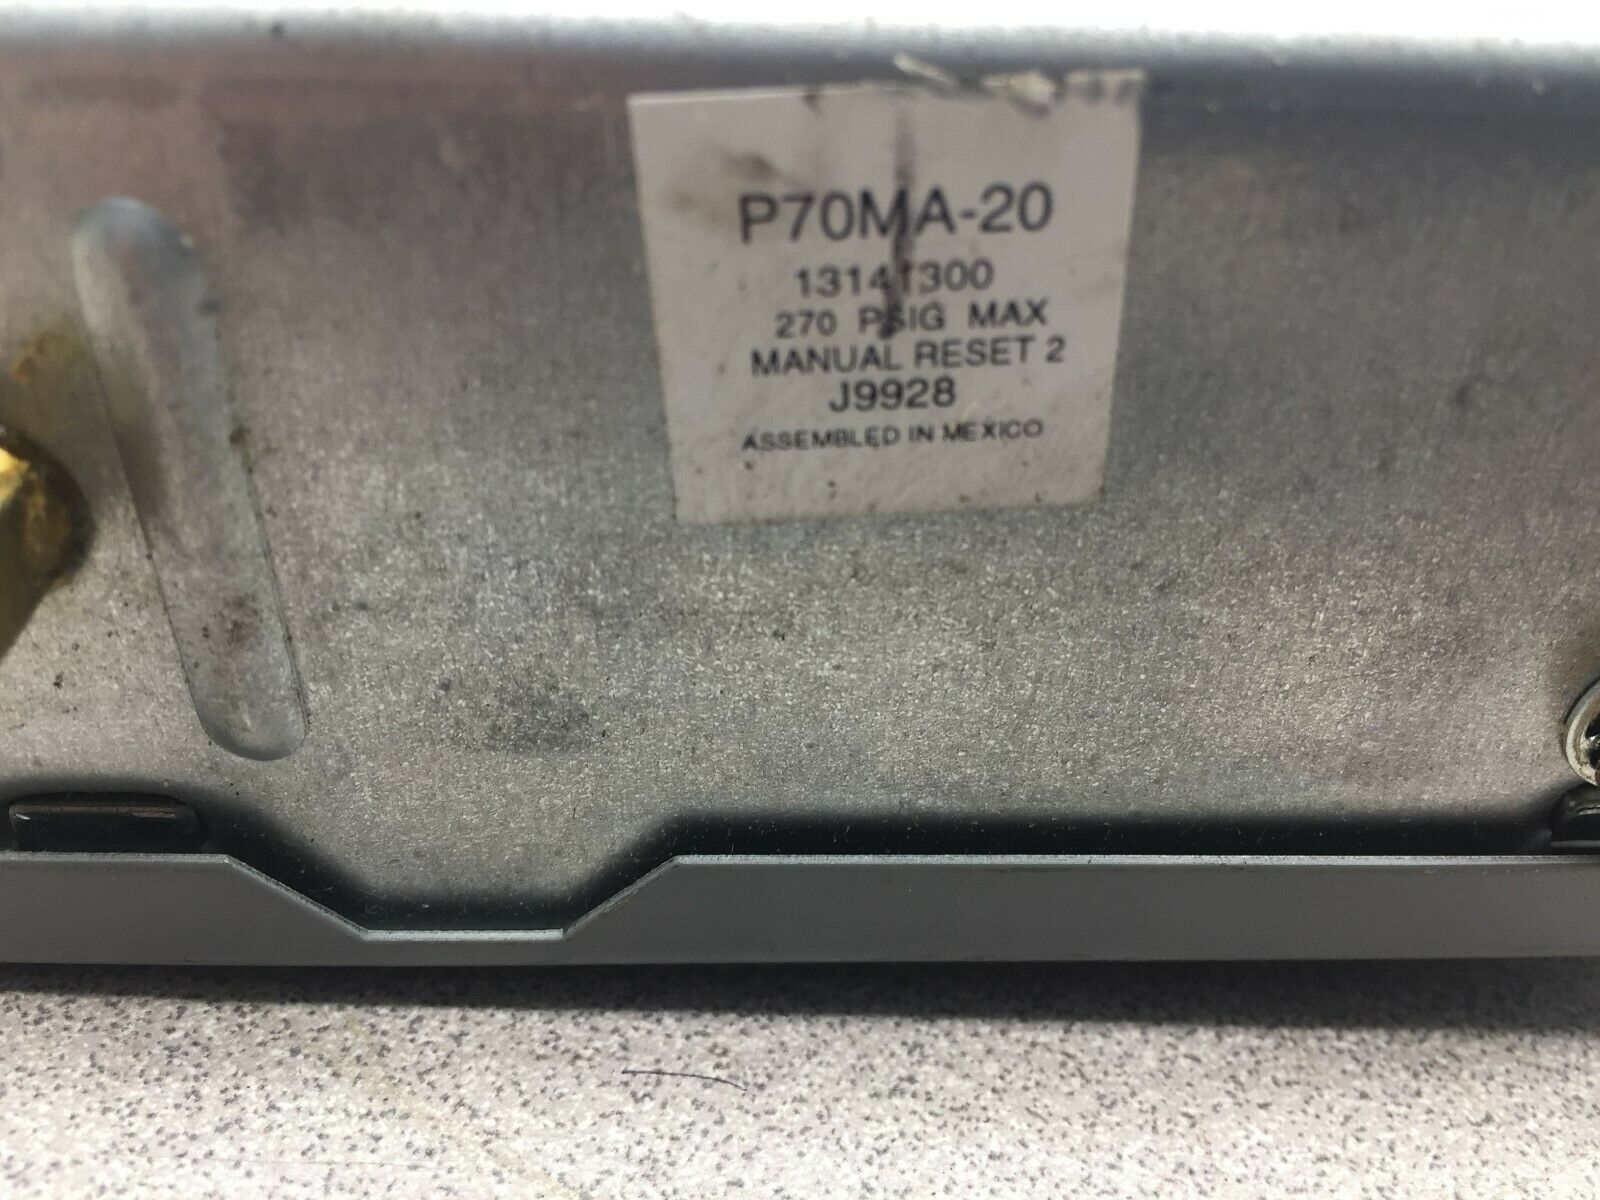 P70MA-20
13141300
270 PSIG MAX
MANUAL RESET 2
J9928
ASSEMBLED IN MEXICO